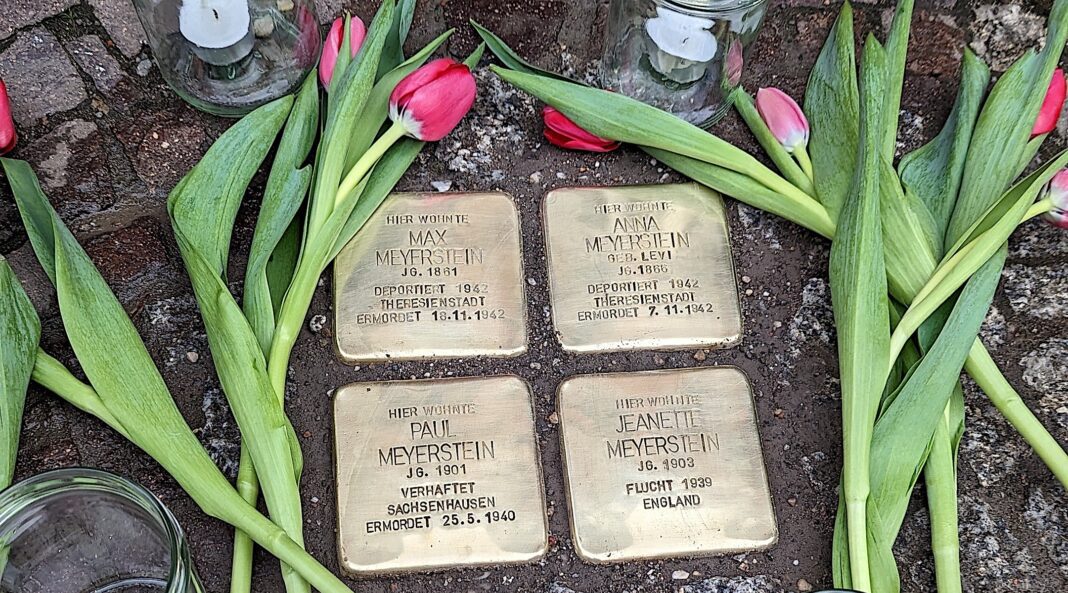 HIER WOHNTE
MAX
MEYERSTEIN
JG. 1861
DEPORTIERT 1942
THERESIENSTADT
ERMORDET 18.11.1942
HIER WOHNTE
ANNA
MEYERSTEIN
GEB. LEVI
JG. 1866
DEPORTIERT 1942
THERESIENSTADT
ERMORDET 7.11.1942
HIER WOHNTE
PAUL
MEYERSTEIN
JG. 1901
VERHAFTET
SACHSENHAUSEN
ERMORDET 25.5.1940
HIER WOHNTE
JEANETTE
MEYERSTEIN
JG. 1903
FLUCHT 1939
ENGLAND